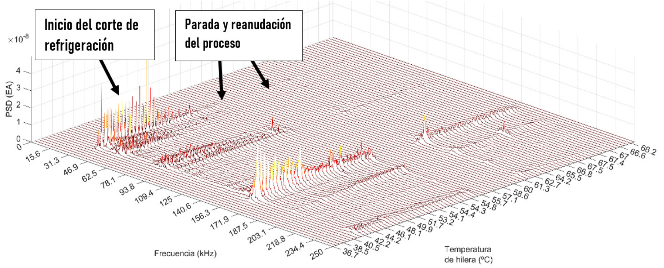 Inicio del corte de
refrigeración
Parada y reanudación
del proceso
×10⁻⁸
PSD (EA)
4
3
2
1
0
0
15.6
31.3
46.9
62.5
78.1
93.8
109.4
125
140.6
156.3
171.9
187.5
203.1
218.8
234.4
250
Frecuencia (kHz)
Temperatura
de hilera (ºC)